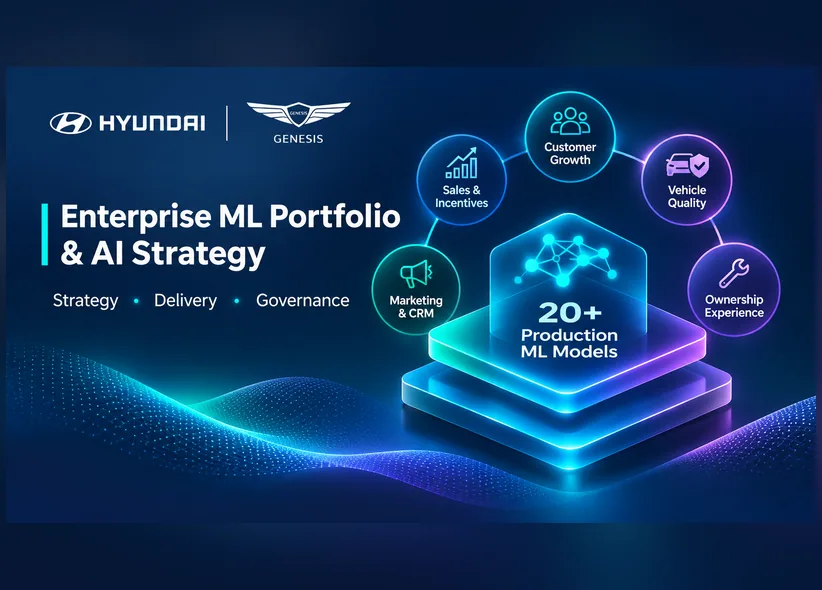 HYUNDAI
GENESIS
GENESIS
Enterprise ML Portfolio
& AI Strategy
Strategy • Delivery • Governance
Marketing
& CRM
Sales &
Incentives
Customer
Growth
Vehicle
Quality
Ownership
Experience
20+
Production
ML Models